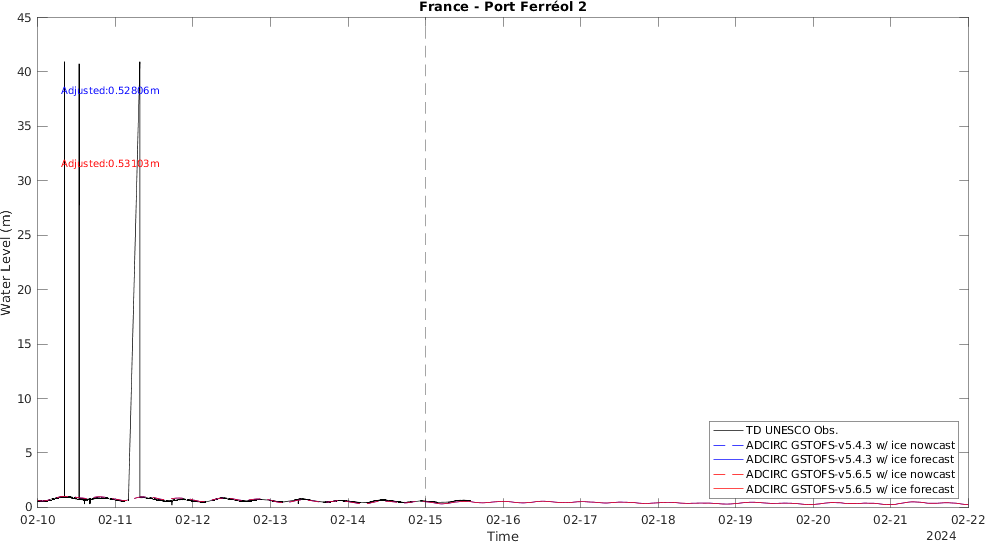 France - Port Ferréol 2
45
40
35
30
25
20
15
10
5
0
Water Level (m)
Adjusted:0.52806m
Adjusted:0.53103m
TD UNESCO Obs.
ADCIRC GSTOFS-v5.4.3 w/ ice nowcast
ADCIRC GSTOFS-v5.4.3 w/ ice forecast
ADCIRC GSTOFS-v5.6.5 w/ ice nowcast
ADCIRC GSTOFS-v5.6.5 w/ ice forecast
02-10 02-11 02-12 02-13 02-14 02-15 02-16 02-17 02-18 02-19 02-20 02-21 02-22
Time
2024